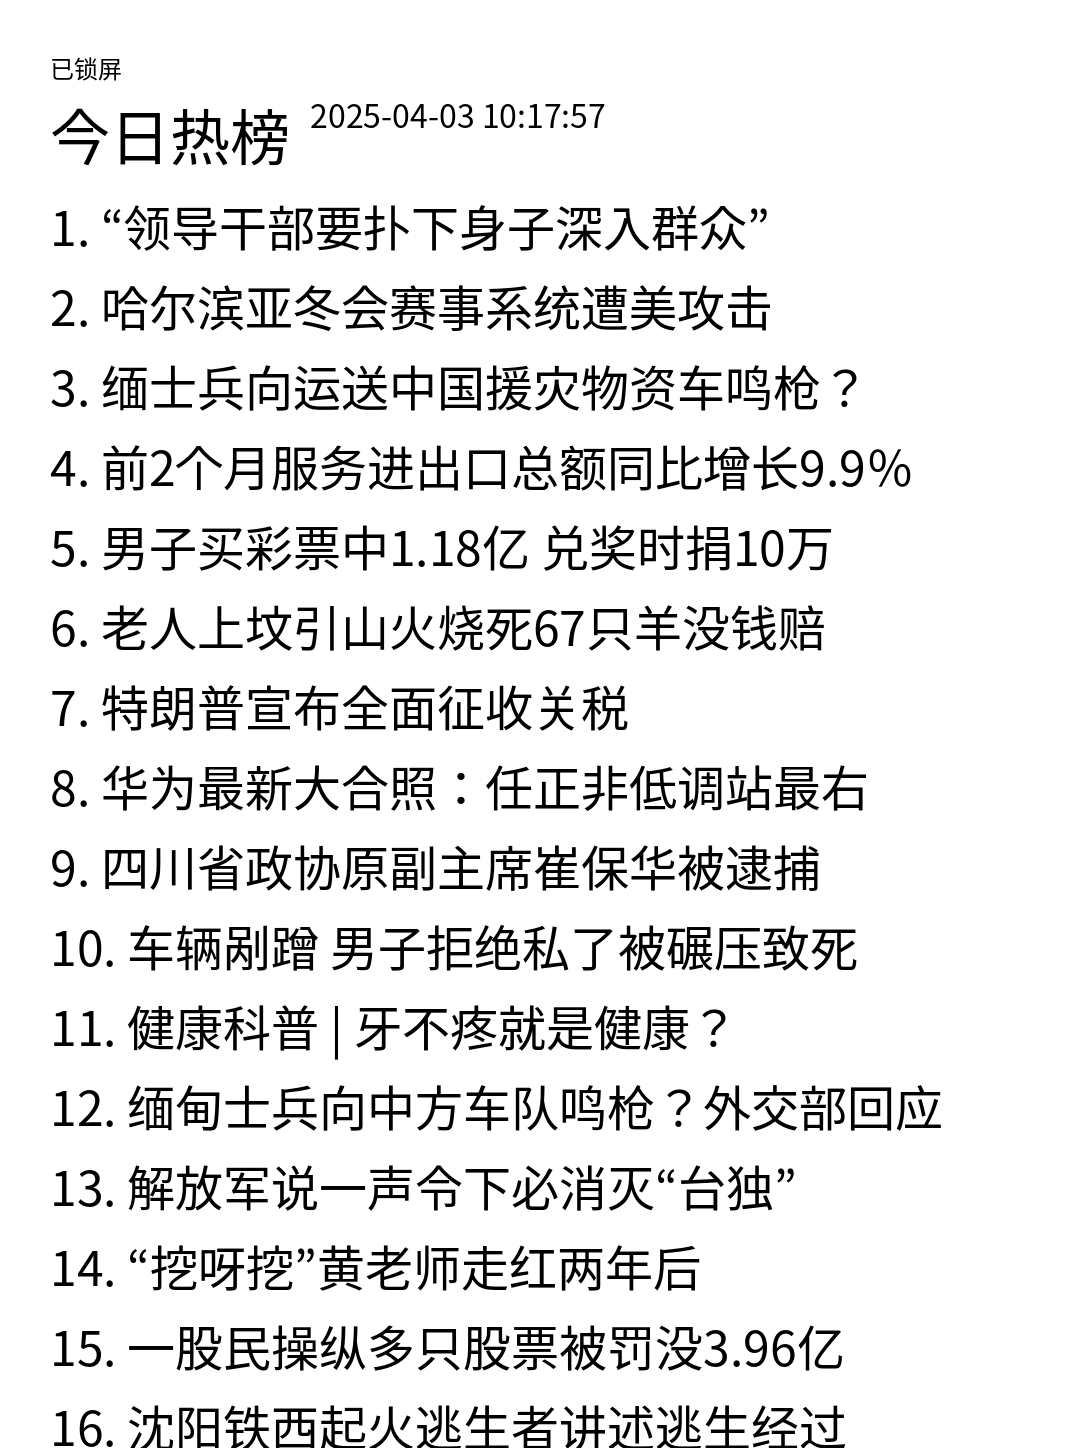 已锁屏
今日热榜 2025-04-03 10:17:57
1. “领导干部要扑下身子深入群众”
2. 哈尔滨亚冬会赛事系统遭美攻击
3. 缅士兵向运送中国援灾物资车鸣枪？
4. 前2个月服务进出口总额同比增长9.9%
5. 男子买彩票中1.18亿 兑奖时捐10万
6. 老人上坟引山火烧死67只羊没钱赔
7. 特朗普宣布全面征收关税
8. 华为最新大合照：任正非低调站最右
9. 四川省政协原副主席崔保华被逮捕
10. 车辆剐蹭 男子拒绝私了被碾压致死
11. 健康科普 | 牙不疼就是健康？
12. 缅甸士兵向中方车队鸣枪？外交部回应
13. 解放军说一声令下必消灭“台独”
14. “挖呀挖”黄老师走红两年后
15. 一股民操纵多只股票被罚没3.96亿
16. 沈阳铁西起火逃生者讲述逃生经过